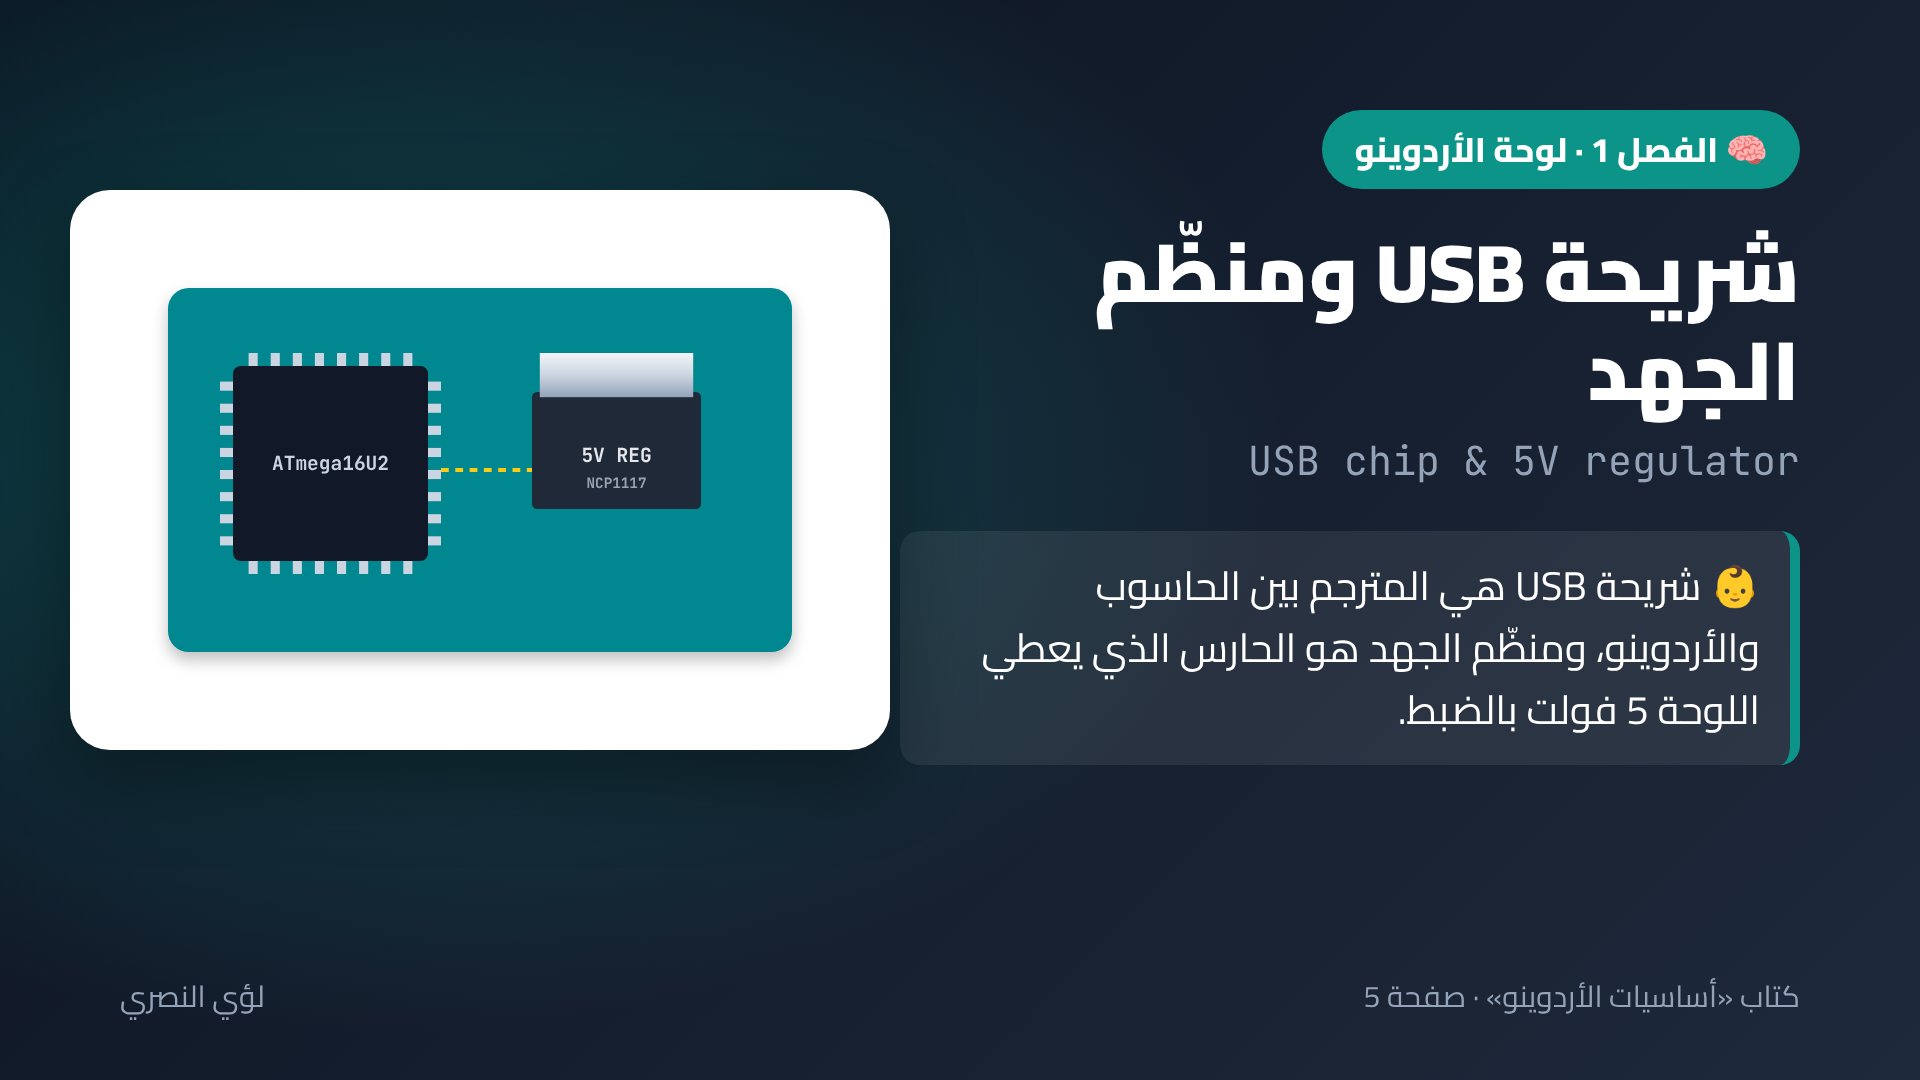 🧠 الفصل 1 · لوحة الأردوينو
شريحة USB ومنظّم
الجهد
USB chip & 5V regulator
👶 شريحة USB هي المترجم بين الحاسوب
والأردوينو، ومنظّم الجهد هو الحارس الذي يعطي
اللوحة 5 فولت بالضبط.
ATmega16U2
5V REG
NCP1117
كتاب «أساسيات الأردوينو» · صفحة 5
لؤي النصري